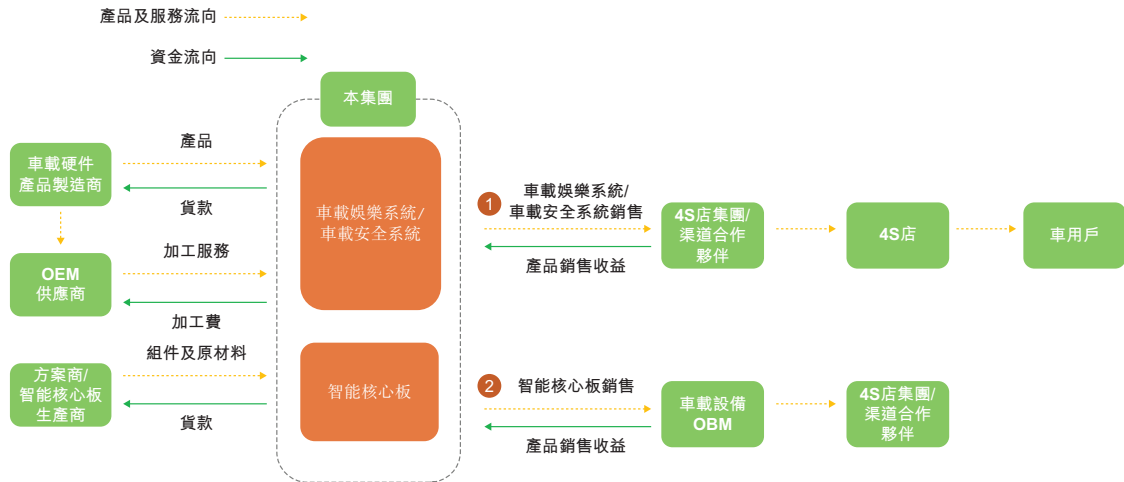 產品及服務流向
資金流向
本集團
車載硬件
產品製造商
產品
貨款
車載娛樂系統/
車載安全系統
1
車載娛樂系統/
車載安全系統銷售
產品銷售收益
4S店集團/
渠道合作
夥伴
4S店
車用戶
OEM
供應商
加工服務
加工費
方案商/
智能核心板
生產商
組件及原材料
貨款
智能核心板
2
智能核心板銷售
產品銷售收益
車載設備
OBM
4S店集團/
渠道合作
夥伴